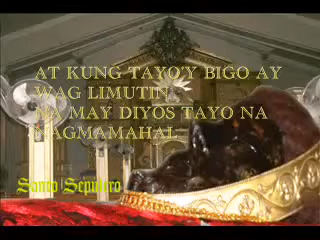 AT KUNG TAYO'Y BIGO AY
WAG LIMUTIN
NA MAY DIYOS TAYO NA
NAGMAMAHAL
Santo Sepulcro